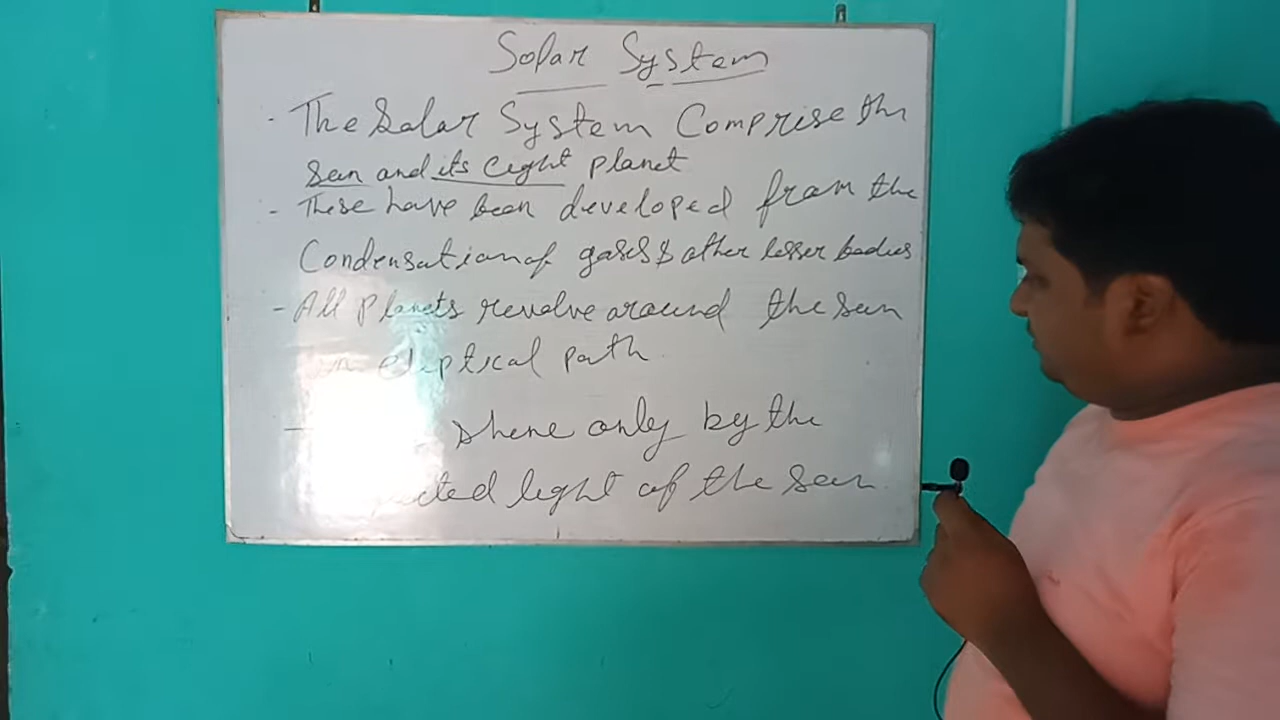 Solar System
- The Solar System Comprise the
sun and its eight planet
- These have been developed from the
Condensation of gases & other lesser bodies
- All Planets revolve around the sun
in eliptical path
- shine only by the
light of the sun